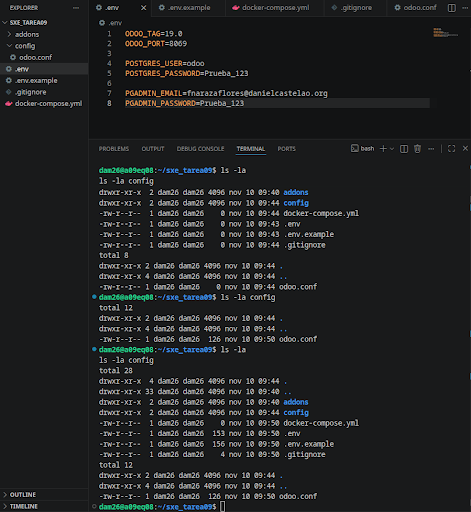 EXPLORER
SXE_TAREA09
addons
config
odoo.conf
.env
.env.example
.gitignore
docker-compose.yml
OUTLINE
TIMELINE
.env
.env.example
docker-compose.yml
.gitignore
odoo.conf
.env
1 ODOO_TAG=19.0
2 ODOO_PORT=8069
3
4 POSTGRES_USER=odoo
5 POSTGRES_PASSWORD=Prueba_123
6
7 PGADMIN_EMAIL=fnarazaflores@danielcastelao.org
8 PGADMIN_PASSWORD=Prueba_123
PROBLEMS OUTPUT DEBUG CONSOLE TERMINAL PORTS
bash
dam26@a09eq08:~/sxe_tarea09$ ls -la
ls -la config
drwxr-xr-x 2 dam26 dam26 4096 nov 10 09:40 addons
drwxr-xr-x 2 dam26 dam26 4096 nov 10 09:44 config
-rw-r--r-- 1 dam26 dam26 0 nov 10 09:44 docker-compose.yml
-rw-r--r-- 1 dam26 dam26 0 nov 10 09:43 .env
-rw-r--r-- 1 dam26 dam26 0 nov 10 09:43 .env.example
-rw-r--r-- 1 dam26 dam26 0 nov 10 09:44 .gitignore
total 8
drwxr-xr-x 2 dam26 dam26 4096 nov 10 09:44 .
drwxr-xr-x 4 dam26 dam26 4096 nov 10 09:44 ..
-rw-r--r-- 1 dam26 dam26 0 nov 10 09:44 odoo.conf
dam26@a09eq08:~/sxe_tarea09$ ls -la config
total 12
drwxr-xr-x 2 dam26 dam26 4096 nov 10 09:44 .
drwxr-xr-x 4 dam26 dam26 4096 nov 10 09:44 ..
-rw-r--r-- 1 dam26 dam26 126 nov 10 09:50 odoo.conf
dam26@a09eq08:~/sxe_tarea09$ ls -la
ls -la config
total 28
drwxr-xr-x 4 dam26 dam26 4096 nov 10 09:44 .
drwxr-xr-x 33 dam26 dam26 4096 nov 10 09:40 ..
drwxr-xr-x 2 dam26 dam26 4096 nov 10 09:40 addons
drwxr-xr-x 2 dam26 dam26 4096 nov 10 09:44 config
-rw-r--r-- 1 dam26 dam26 0 nov 10 09:50 docker-compose.yml
-rw-r--r-- 1 dam26 dam26 153 nov 10 09:50 .env
-rw-r--r-- 1 dam26 dam26 156 nov 10 09:50 .env.example
-rw-r--r-- 1 dam26 dam26 4 nov 10 09:50 .gitignore
total 12
drwxr-xr-x 2 dam26 dam26 4096 nov 10 09:44 .
drwxr-xr-x 4 dam26 dam26 4096 nov 10 09:44 ..
-rw-r--r-- 1 dam26 dam26 126 nov 10 09:50 odoo.conf
dam26@a09eq08:~/sxe_tarea09$